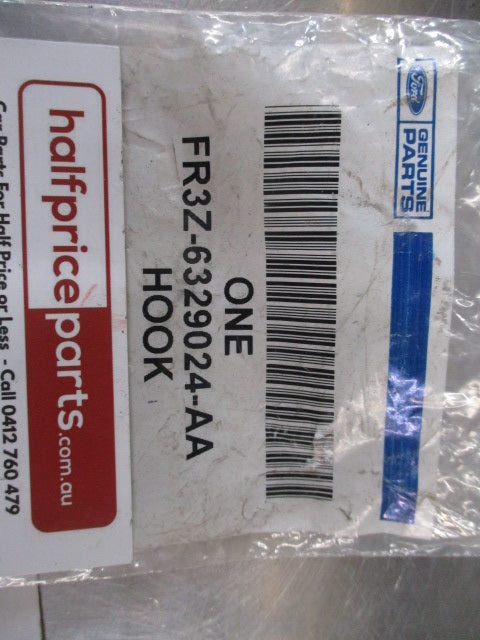 Ford
GENUINE
PARTS
ONE
FR3Z-6329024-AA
HOOK
halfpriceparts.com.au
Car Parts For Half Price or Less - Call 0412 760 479